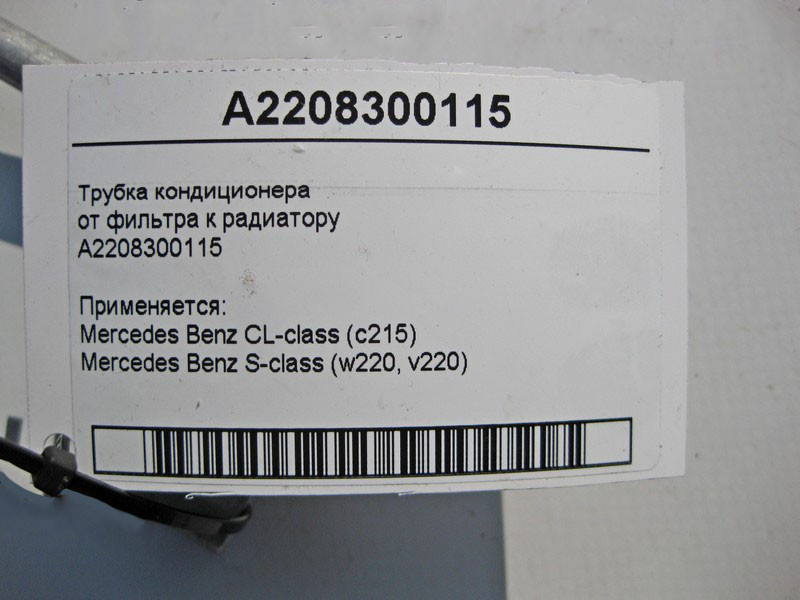 A2208300115
Трубка кондиционера
от фильтра к радиатору
A2208300115
Применяется:
Mercedes Benz CL-class (c215)
Mercedes Benz S-class (w220, v220)